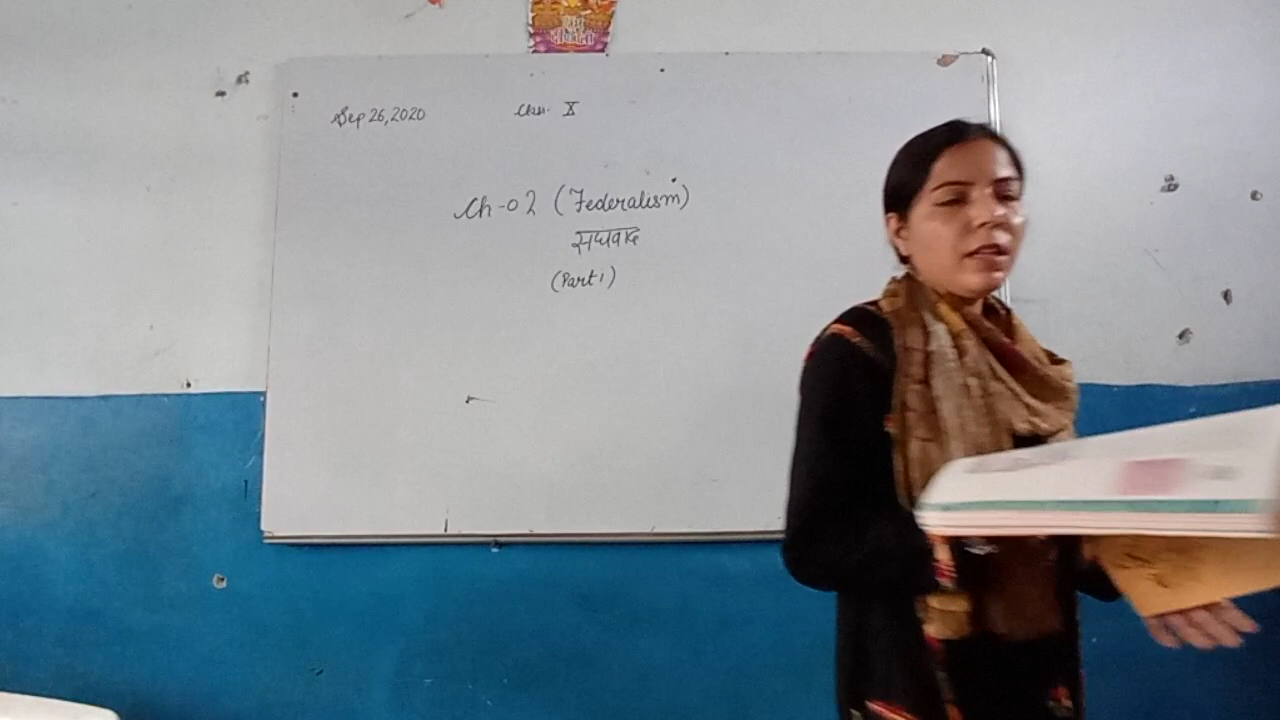 Sep 26, 2020
Class- X
Ch-02 (Federalism)
संघवाद
(Part 1)